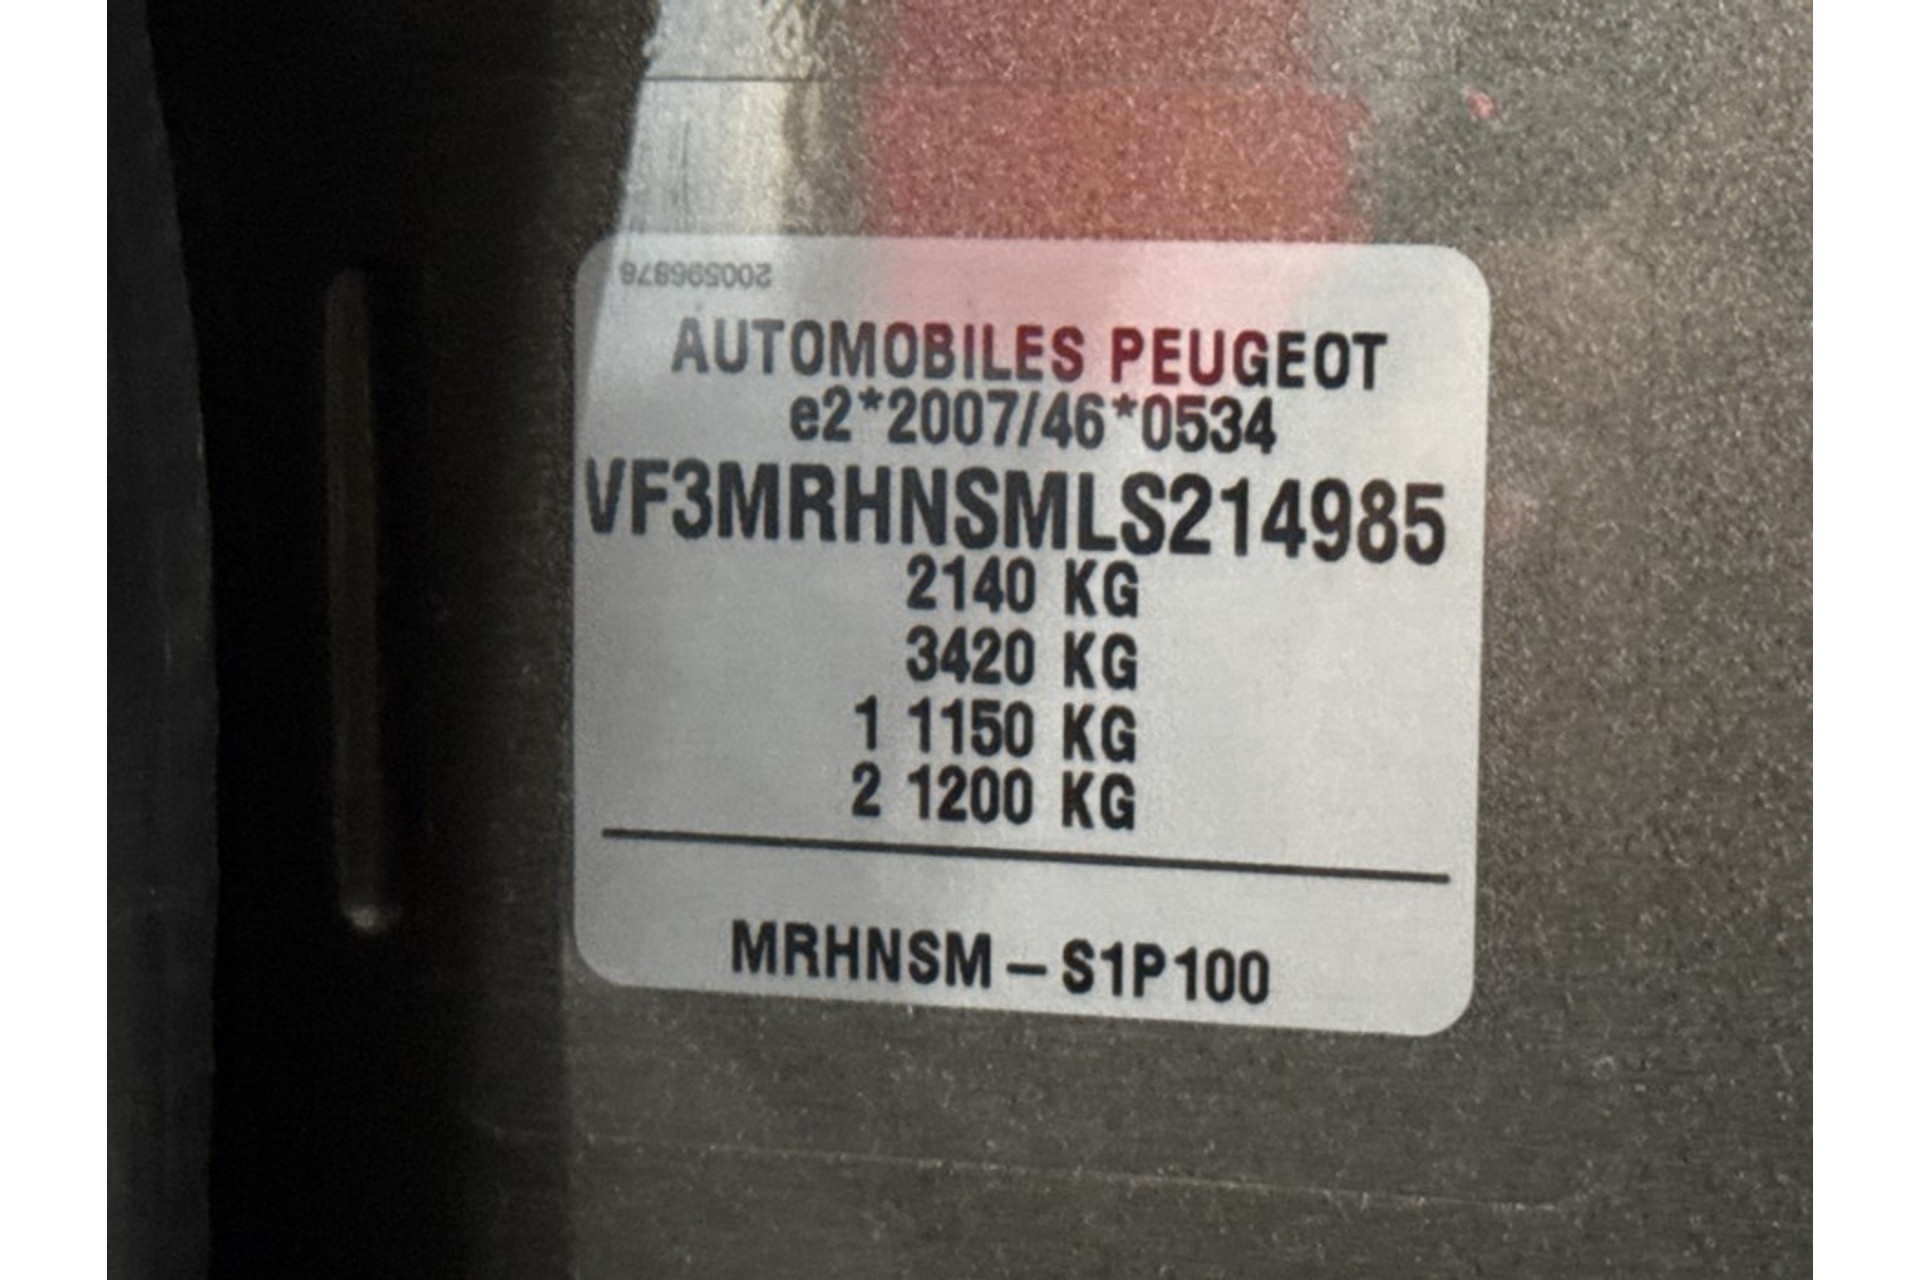 200596878
AUTOMOBILES PEUGEOT
e2*2007/46*0534
VF3MRHNSMLS214985
2140 KG
3420 KG
1 1150 KG
2 1200 KG
MRHNSM – S1P100